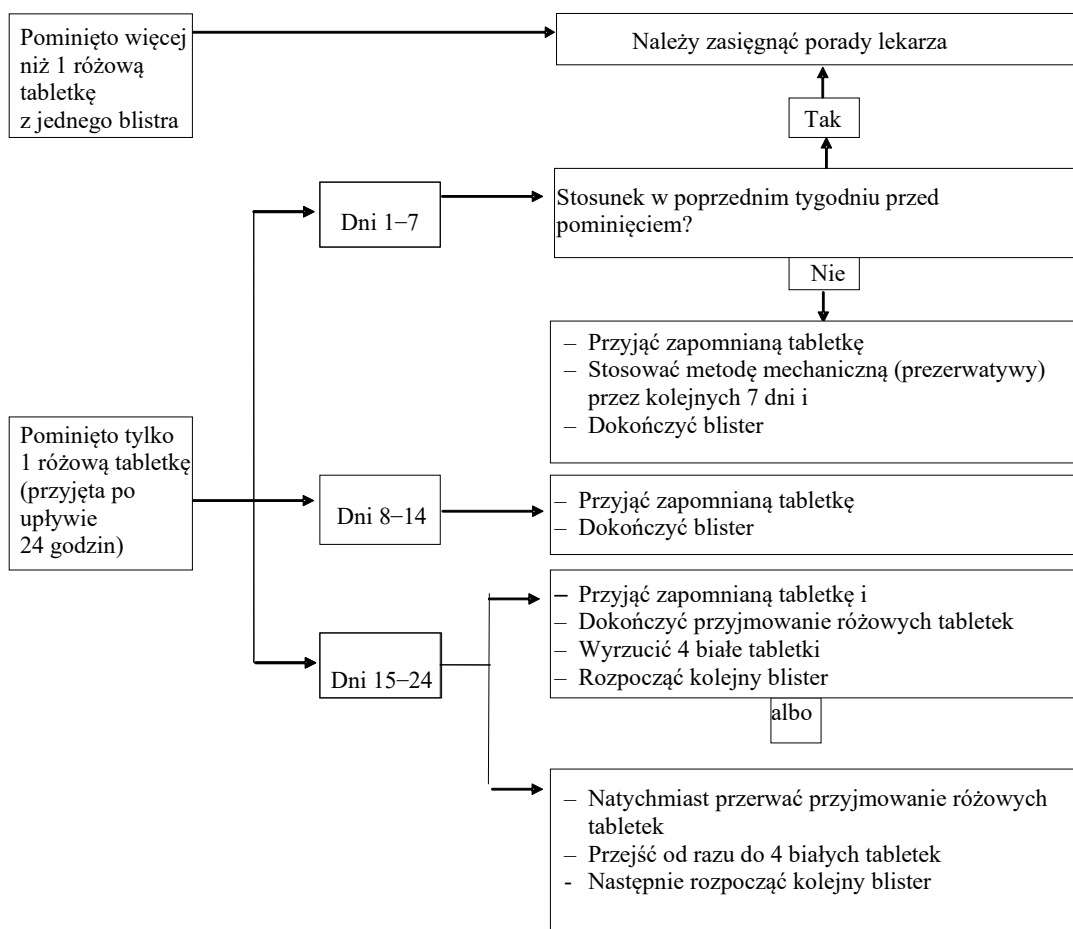 Pominięto więcej
niż 1 różową
tabletkę
z jednego blistra
Należy zasięgnąć porady lekarza
Tak
Stosunek w poprzednim tygodniu przed
pominięciem?
Dni 1–7
Nie
– Przyjąć zapomnianą tabletkę
– Stosować metodę mechaniczną (prezerwatywy)
przez kolejnych 7 dni i
– Dokończyć blister
Pominięto tylko
1 różową tabletkę
(przyjęta po
upływie
24 godzin)
Dni 8–14
– Przyjąć zapomnianą tabletkę
– Dokończyć blister
Dni 15–24
– Przyjąć zapomnianą tabletkę i
– Dokończyć przyjmowanie różowych tabletek
– Wyrzucić 4 białe tabletki
– Rozpocząć kolejny blister
albo
– Natychmiast przerwać przyjmowanie różowych
tabletek
– Przejść od razu do 4 białych tabletek
- Następnie rozpocząć kolejny blister